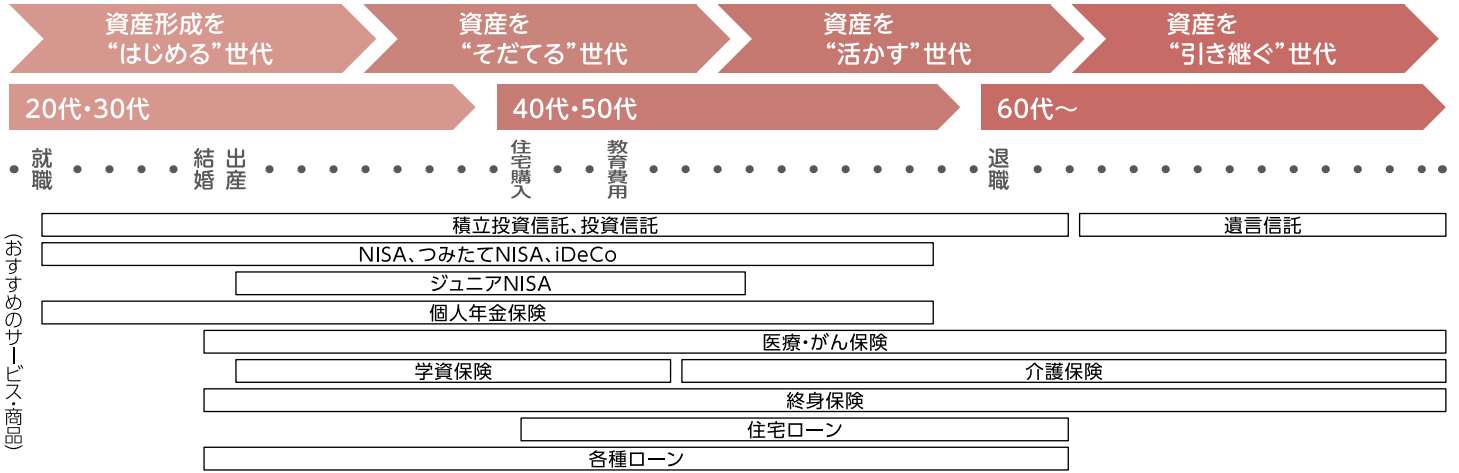 資産形成を
“はじめる”世代
資産を
“そだてる”世代
資産を
“活かす”世代
資産を
“引き継ぐ”世代
20代・30代
40代・50代
60代～
就職
結婚
出産
住宅購入
教育費用
退職
(おすすめのサービス・商品)
積立投資信託、投資信託
遺言信託
NISA、つみたてNISA、iDeCo
ジュニアNISA
個人年金保険
医療・がん保険
学資保険
介護保険
終身保険
住宅ローン
各種ローン